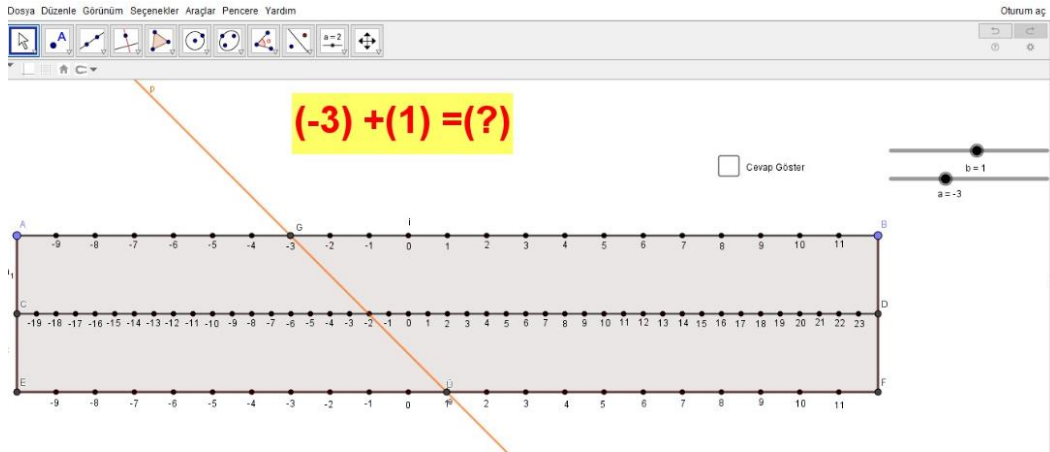 Dosya Düzenle Görünüm Seçenekler Araçlar Pencere Yardım
Oturum aç
A
a=2
p
(-3) +(1) =(?)
Cevap Göster
b = 1
a = -3
A
G
i
B
-9 -8 -7 -6 -5 -4 -3 -2 -1 0 1 2 3 4 5 6 7 8 9 10 11
C
D
-19 -18 -17 -16 -15 -14 -13 -12 -11 -10 -9 -8 -7 -6 -5 -4 -3 -2 -1 0 1 2 3 4 5 6 7 8 9 10 11 12 13 14 15 16 17 18 19 20 21 22 23
E
Ü
F
-9 -8 -7 -6 -5 -4 -3 -2 -1 0 1 2 3 4 5 6 7 8 9 10 11